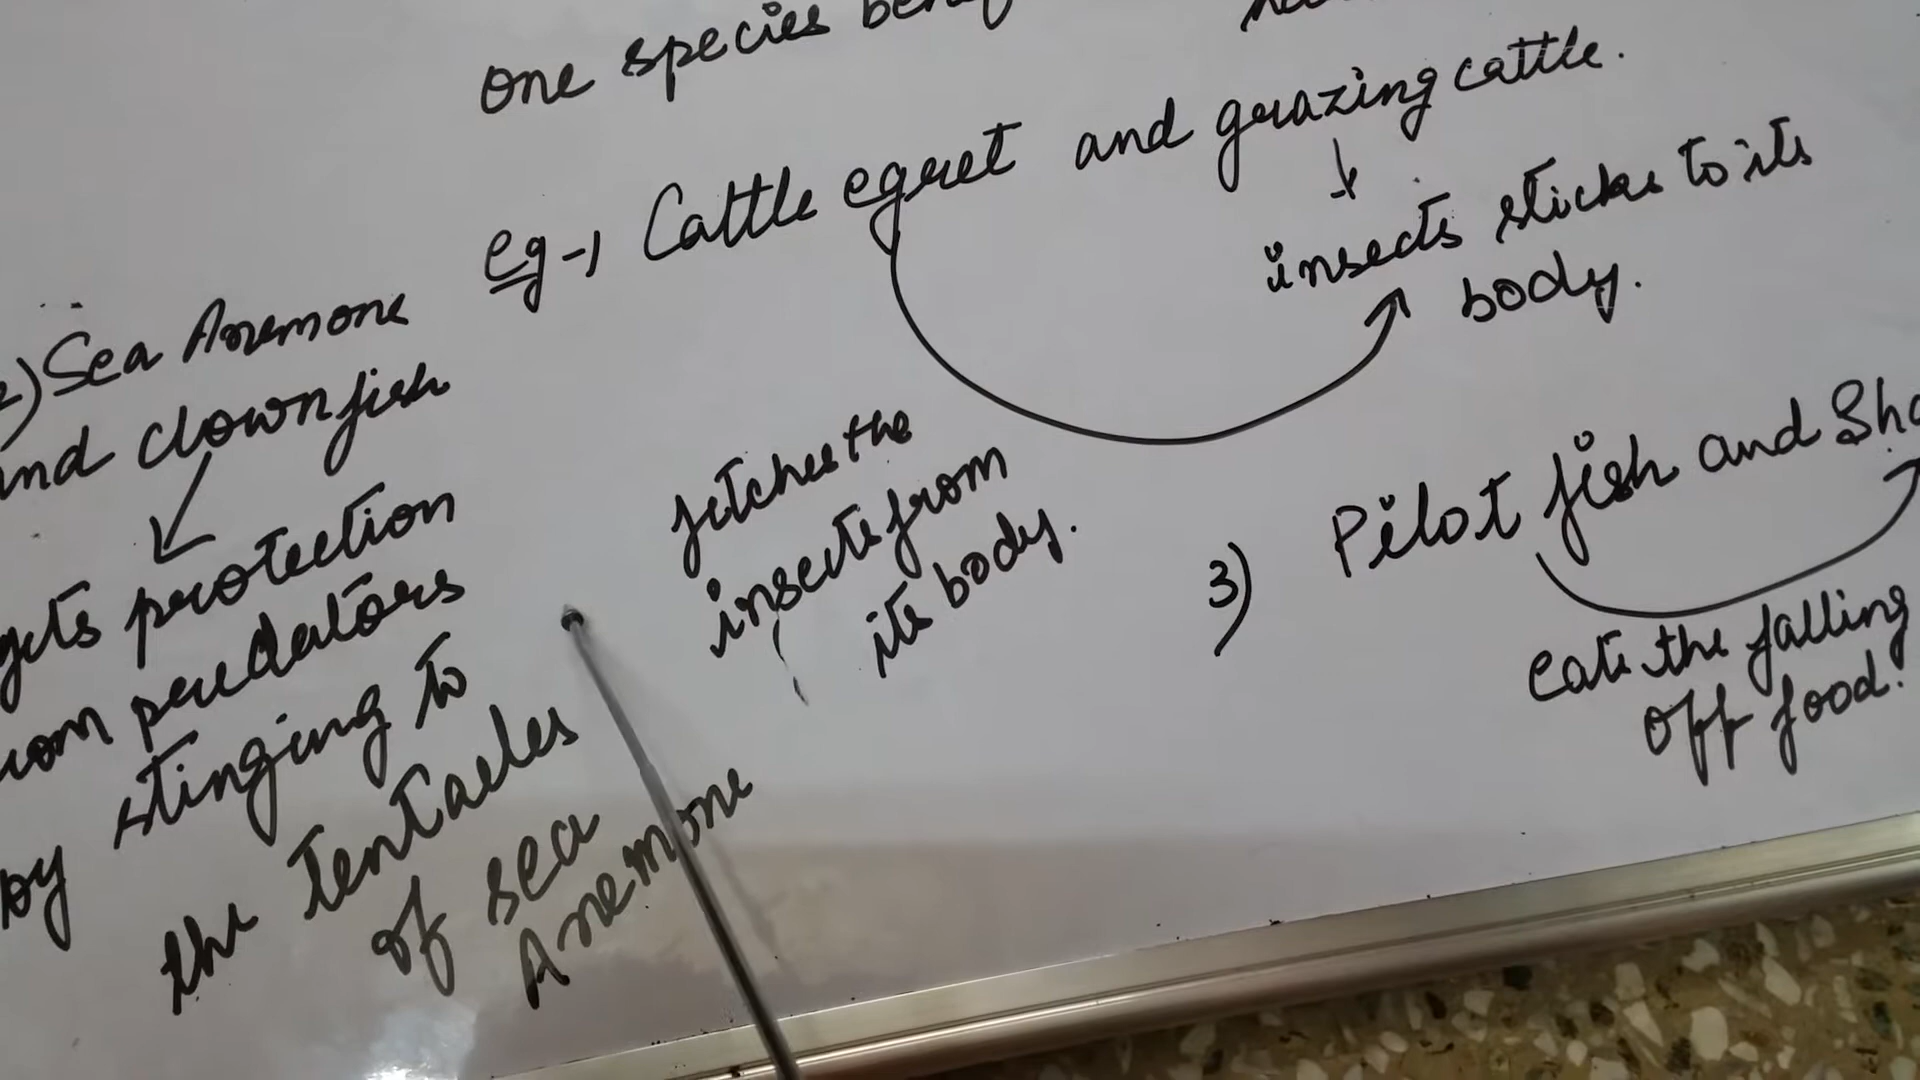 One species
eg-1 Cattle egret and grazing cattle.
insects sticks to its
body.
2) Sea Anemone
and clownfish
gets protection
from predators
by stinging to
the tentacles
of sea
Anemone
fetches the
insects from
its body.
3) Pilot fish and Sha
eats the falling
off food.